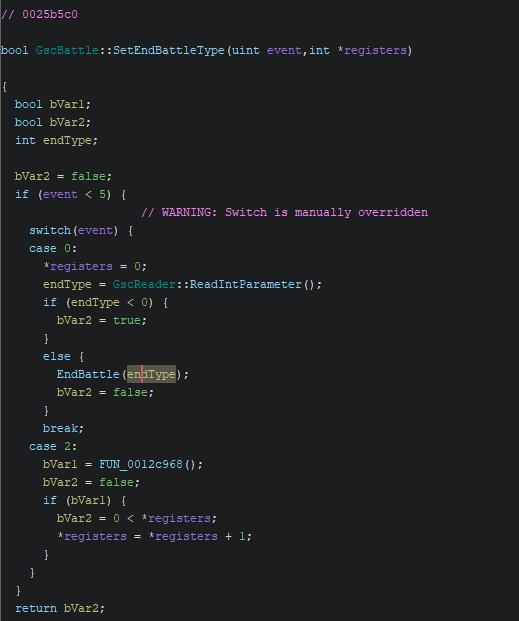 // 0025b5c0
bool GscBattle::SetEndBattleType(uint event,int *registers)
{
bool bVar1;
bool bVar2;
int endType;
bVar2 = false;
if (event < 5) {
// WARNING: Switch is manually overridden
switch(event) {
case 0:
*registers = 0;
endType = GscReader::ReadIntParameter();
if (endType < 0) {
bVar2 = true;
}
else {
EndBattle(endType);
bVar2 = false;
}
break;
case 2:
bVar1 = FUN_0012c968();
bVar2 = false;
if (bVar1) {
bVar2 = 0 < *registers;
*registers = *registers + 1;
}
}
}
return bVar2;